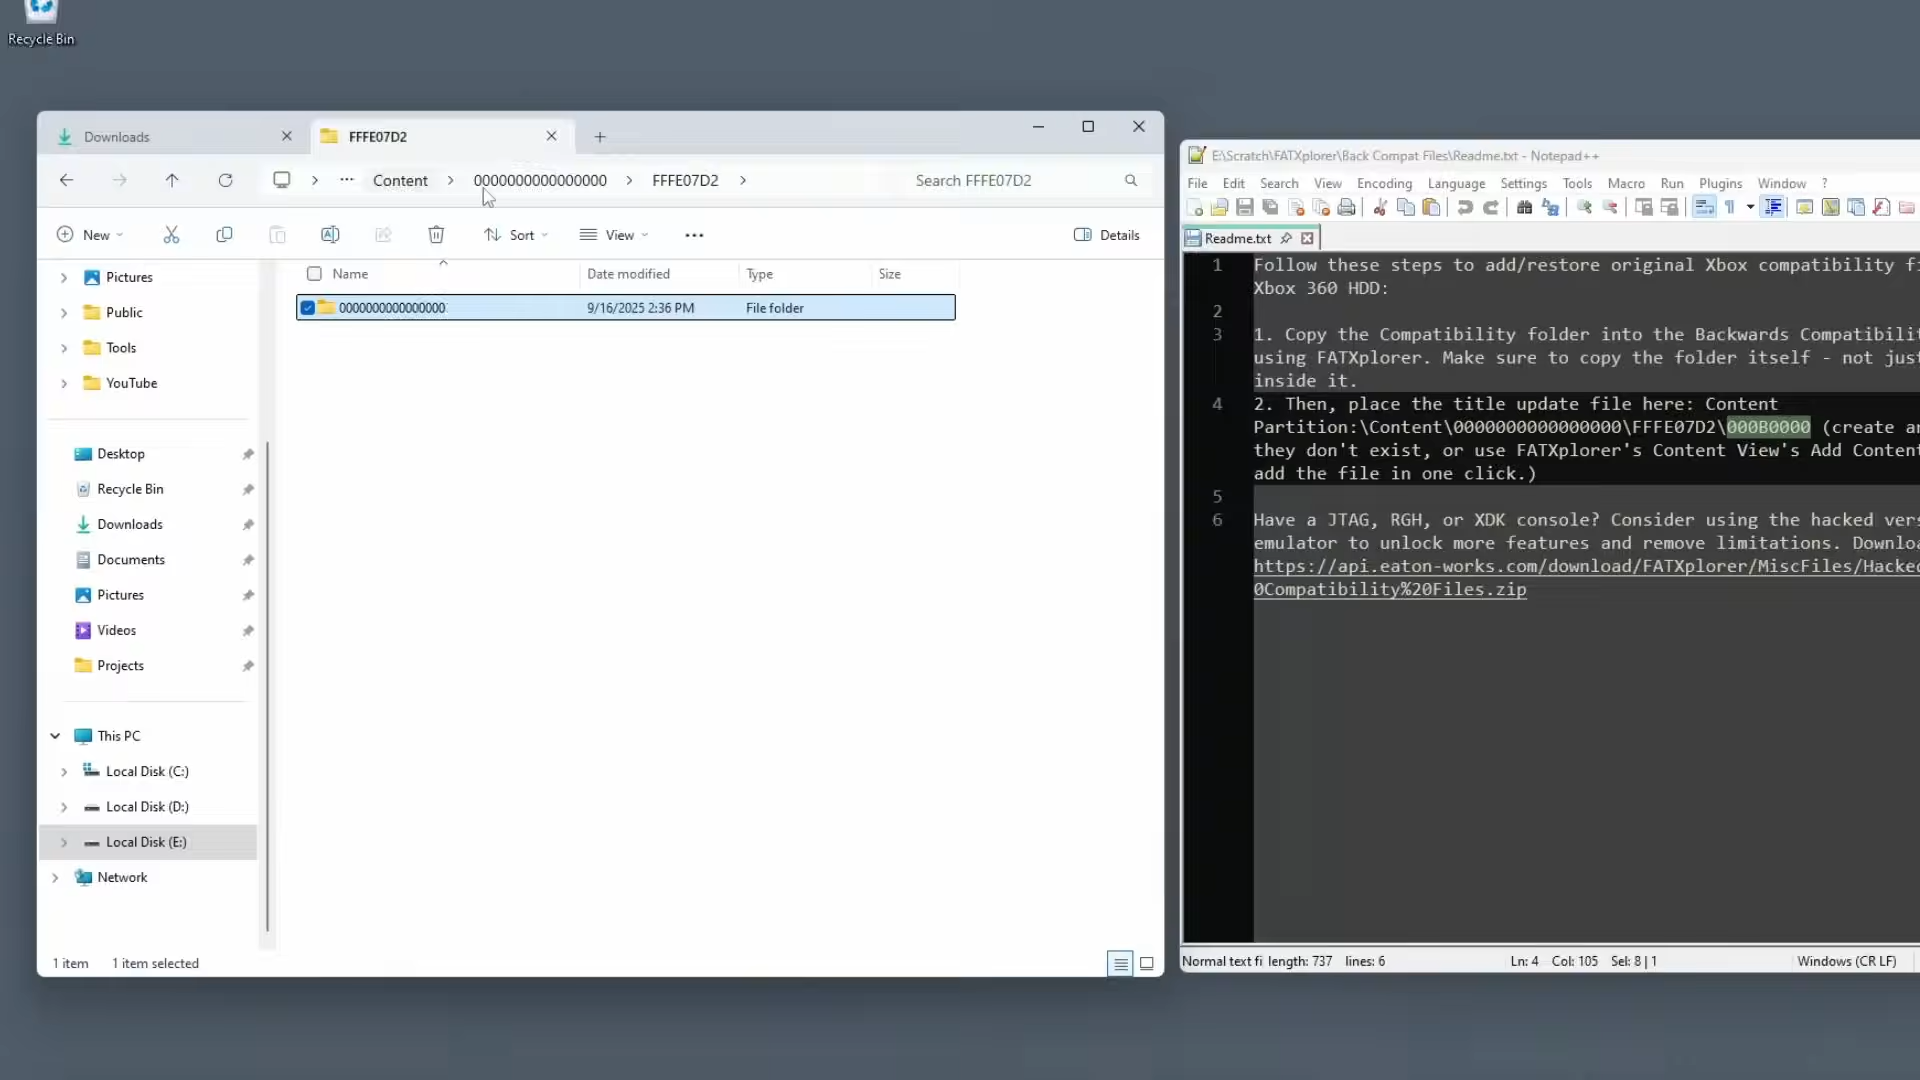 Recycle Bin
Downloads
FFFE07D2
Content
0000000000000000
FFFE07D2
Search FFFE07D2
New
Sort
View
Details
Pictures
Public
Tools
YouTube
Desktop
Recycle Bin
Downloads
Documents
Pictures
Videos
Projects
This PC
Local Disk (C:)
Local Disk (D:)
Local Disk (E:)
Network
Name
Date modified
Type
Size
0000000000000000
9/16/2025 2:36 PM
File folder
1 item
1 item selected
E:\Scratch\FATXplorer\Back Compat Files\Readme.txt - Notepad++
File Edit Search View Encoding Language Settings Tools Macro Run Plugins Window ?
Readme.txt
1 Follow these steps to add/restore original Xbox compatibility fi
Xbox 360 HDD:
2
3 1. Copy the Compatibility folder into the Backwards Compatibilit
using FATXplorer. Make sure to copy the folder itself - not jus
inside it.
4 2. Then, place the title update file here: Content
Partition:\Content\0000000000000000\FFFE07D2\000B0000 (create an
they don't exist, or use FATXplorer's Content View's Add Content
add the file in one click.)
5
6 Have a JTAG, RGH, or XDK console? Consider using the hacked vers
emulator to unlock more features and remove limitations. Downloa
https://api.eaton-works.com/download/FATXplorer/MiscFiles/Hacked
0Compatibility%20Files.zip
Normal text fi length: 737 lines: 6
Ln: 4 Col: 105 Sel: 8 | 1
Windows (CR LF)